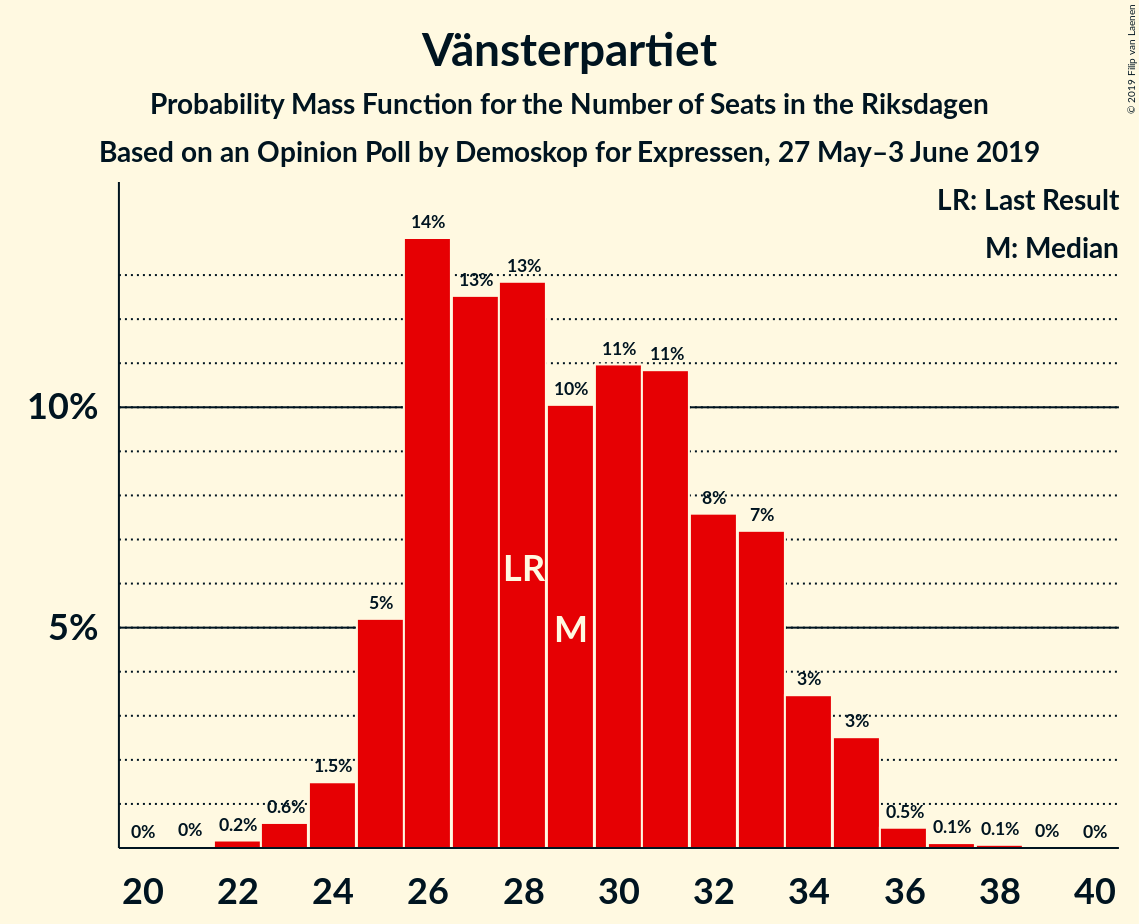 Vänsterpartiet
Probability Mass Function for the Number of Seats in the Riksdagen
Based on an Opinion Poll by Demoskop for Expressen, 27 May–3 June 2019
© 2019 Filip van Laenen
LR: Last Result
M: Median
10%
5%
0%
0%
0.2%
0.6%
1.5%
5%
14%
13%
13%
10%
11%
11%
8%
7%
3%
3%
0.5%
0.1%
0.1%
0%
0%
LR
M
20 22 24 26 28 30 32 34 36 38 40